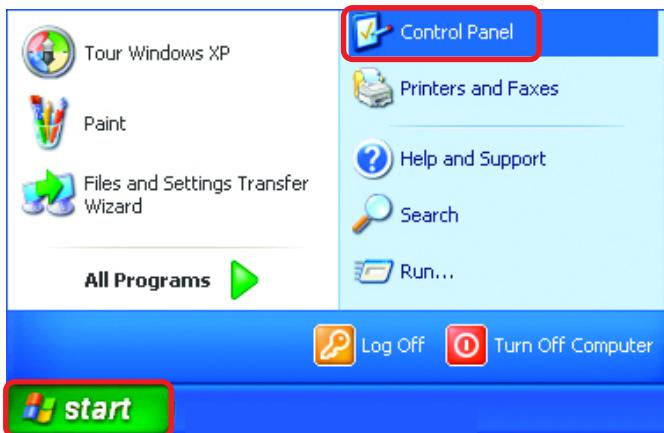 Tour Windows XP
Paint
Files and Settings Transfer
Wizard
All Programs
Control Panel
Printers and Faxes
Help and Support
Search
Run...
Log Off
Turn Off Computer
start